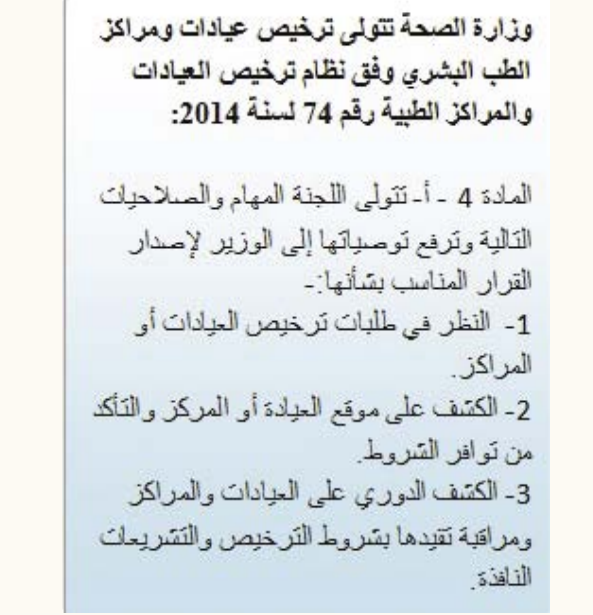 وزارة الصحة تتولى ترخيص عيادات ومراكز
الطب البشري وفق نظام ترخيص العيادات
والمراكز الطبية رقم 74 لسنة 2014:
المادة 4 - أ- تتولى اللجنة المهام والصلاحيات
التالية وترفع توصياتها إلى الوزير لإصدار
القرار المناسب بشأنها:-
1- النظر في طلبات ترخيص العيادات أو
المراكز.
2- الكشف على موقع العيادة أو المركز والتأكد
من توافر الشروط.
3- الكشف الدوري على العيادات والمراكز
ومراقبة تقيدها بشروط الترخيص والتشريعات
النافذة.